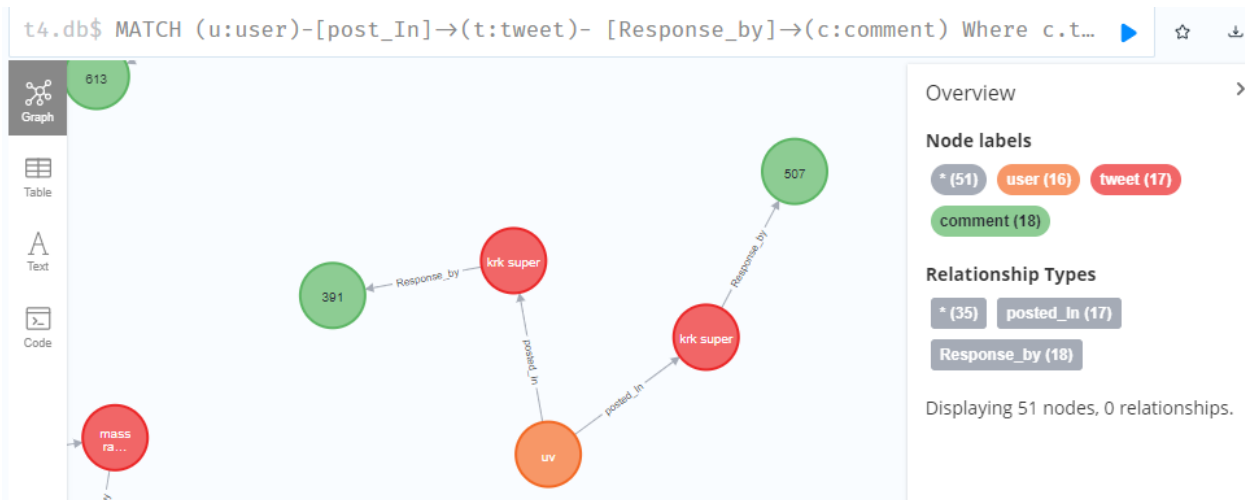 t4.db$ MATCH (u:user)-[post_In]→(t:tweet)- [Response_by]→(c:comment) Where c.t…
Graph
Table
Text
Code
613
507
krk super
Response_by
391
Response_by
krk super
posted_in
posted_In
mass
ra...
uv
Overview
Node labels
* (51) user (16) tweet (17)
comment (18)
Relationship Types
* (35) posted_In (17)
Response_by (18)
Displaying 51 nodes, 0 relationships.